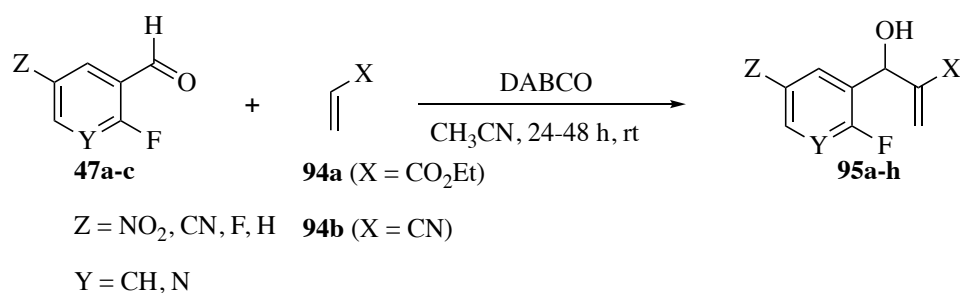 H
Z
O
Y
F
47a-c
+
X
94a (X = CO₂Et)
94b (X = CN)
DABCO
CH₃CN, 24-48 h, rt
OH
Z
X
Y
F
95a-h
Z = NO₂, CN, F, H
Y = CH, N